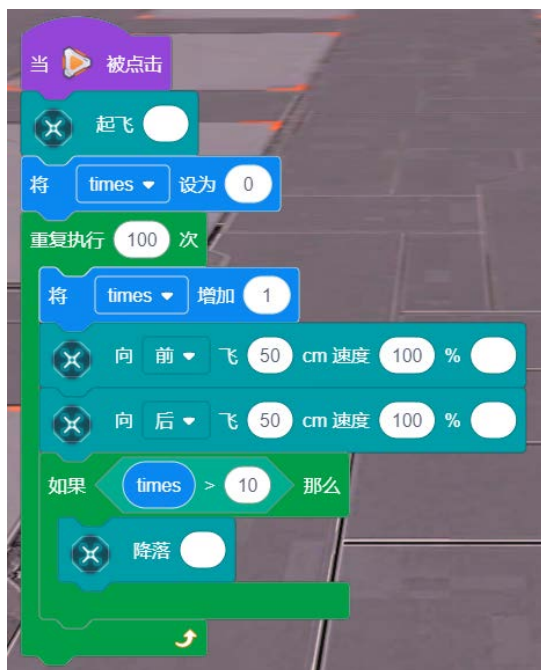 当 被点击
起飞
将 times 设为 0
重复执行 100 次
将 times 增加 1
向 前 飞 50 cm 速度 100 %
向 后 飞 50 cm 速度 100 %
如果 times > 10 那么
降落